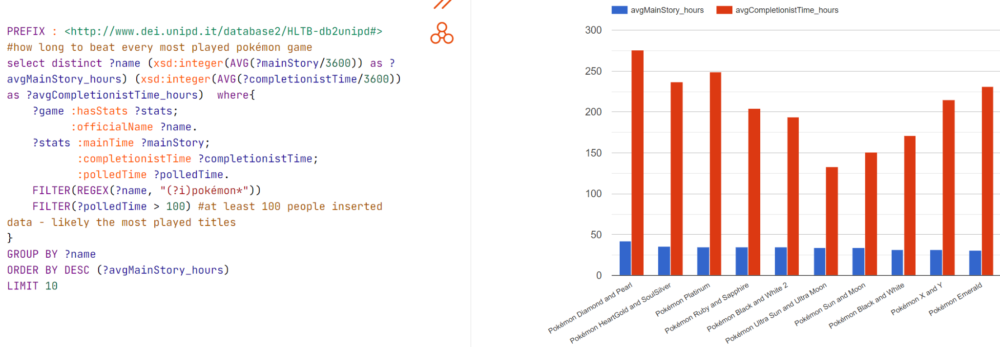 PREFIX : <http://www.dei.unipd.it/database2/HLTB-db2unipd#>
#how long to beat every most played pokémon game
select distinct ?name (xsd:integer(AVG(?mainStory/3600)) as ?
avgMainStory_hours) (xsd:integer(AVG(?completionistTime/3600))
as ?avgCompletionistTime_hours)  where{
    ?game :hasStats ?stats;
          :officialName ?name.
    ?stats :mainTime ?mainStory;
           :completionistTime ?completionistTime;
           :polledTime ?polledTime.
    FILTER(REGEX(?name, "(?i)pokémon*"))
    FILTER(?polledTime > 100) #at least 100 people inserted
data - likely the most played titles
}
GROUP BY ?name
ORDER BY DESC (?avgMainStory_hours)
LIMIT 10
avgMainStory_hours
avgCompletionistTime_hours
300
250
200
150
100
50
0
Pokémon Diamond and Pearl
Pokémon HeartGold and SoulSilver
Pokémon Platinum
Pokémon Ruby and Sapphire
Pokémon Black and White 2
Pokémon Ultra Sun and Ultra Moon
Pokémon Sun and Moon
Pokémon Black and White
Pokémon X and Y
Pokémon Emerald